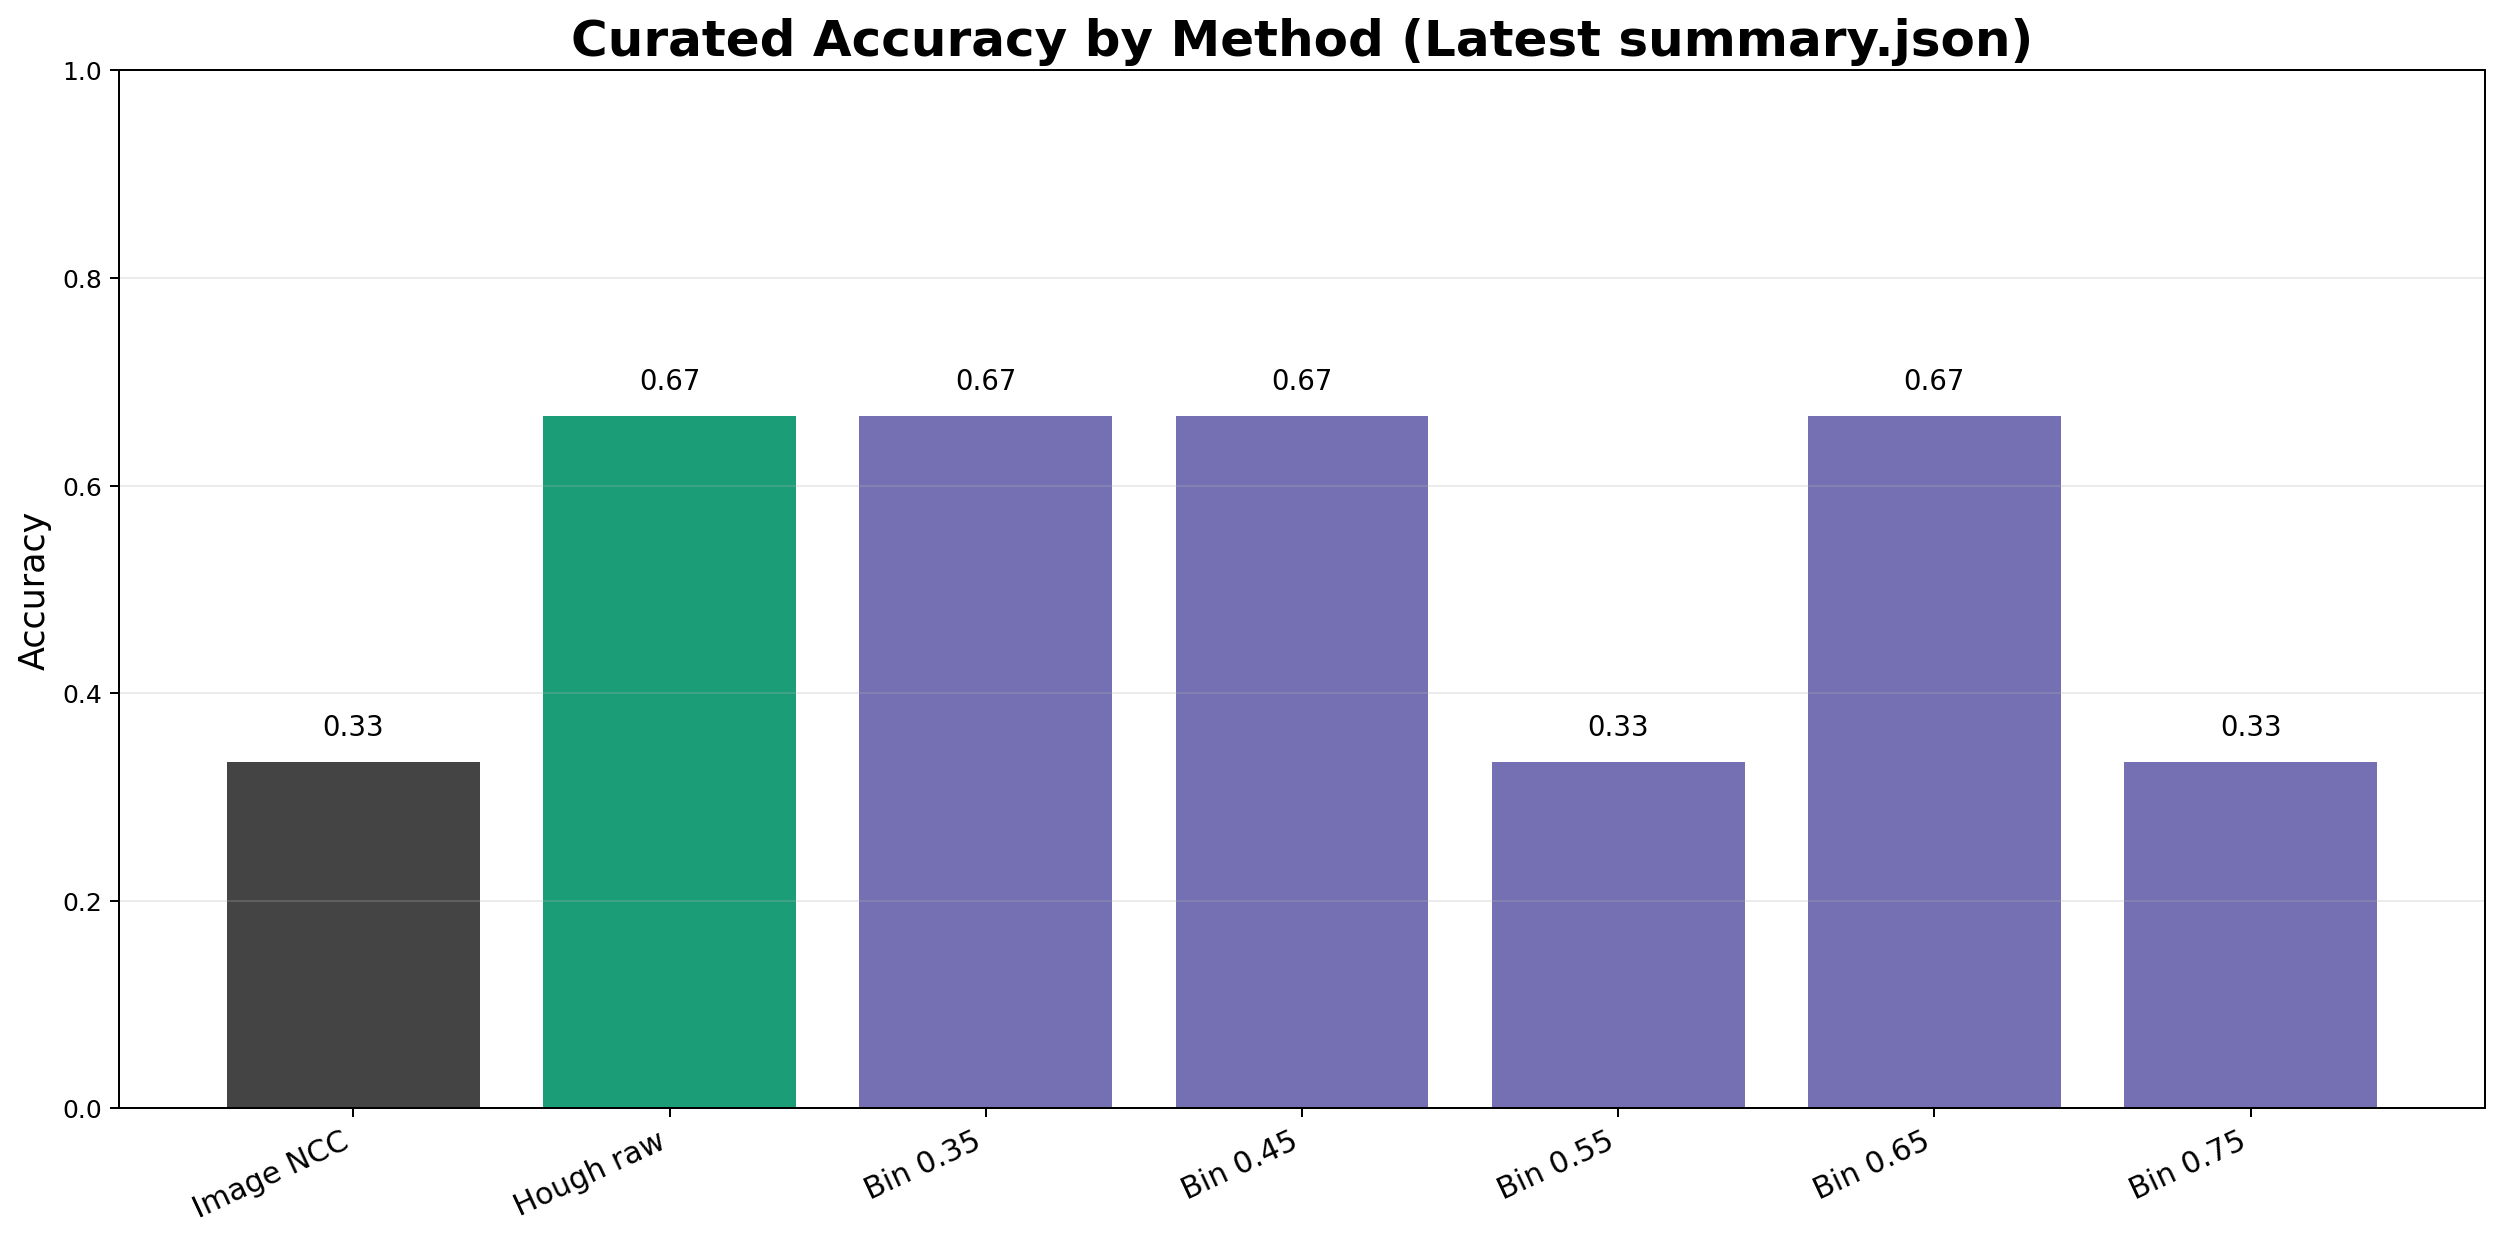 Curated Accuracy by Method (Latest summary.json)
1.0
0.8
0.6
0.4
0.2
0.0
Accuracy
0.33
0.67
0.67
0.67
0.33
0.67
0.33
Image NCC
Hough raw
Bin 0.35
Bin 0.45
Bin 0.55
Bin 0.65
Bin 0.75